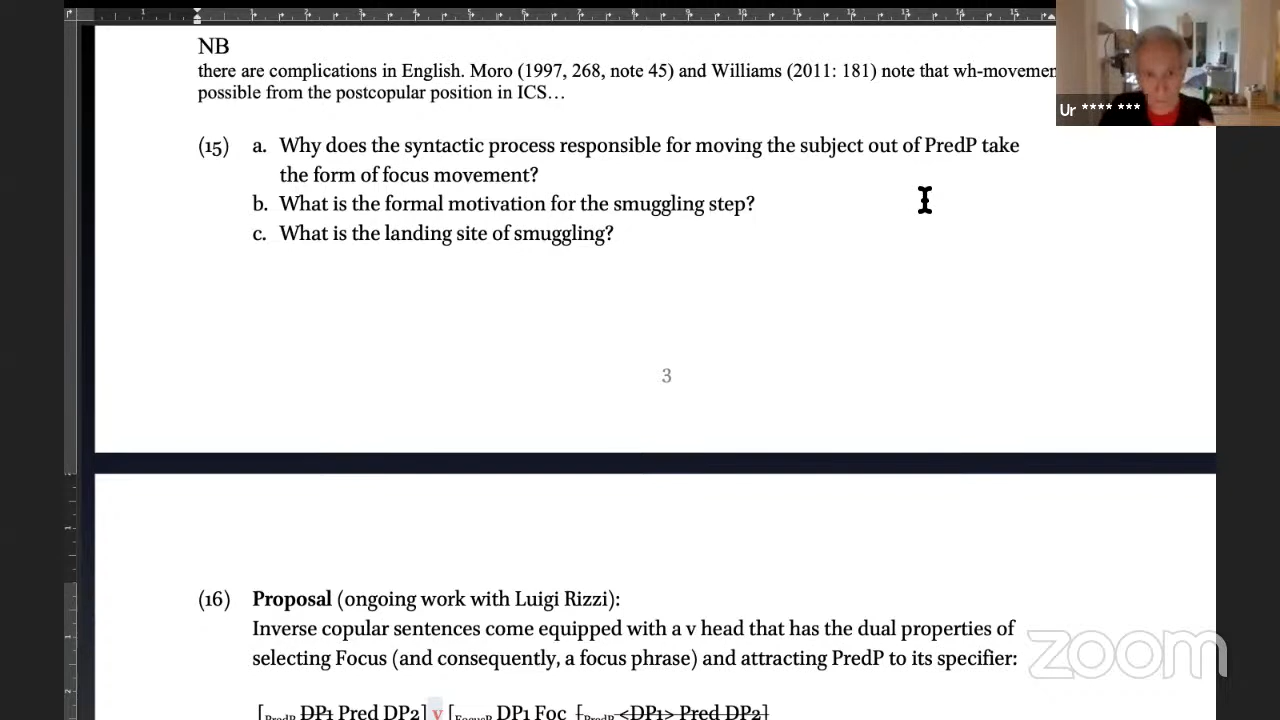 NB
there are complications in English. Moro (1997, 268, note 45) and Williams (2011: 181) note that
possible from the postcopular position in ICS…
(15) a. Why does the syntactic process responsible for moving the subject out of PredP take
the form of focus movement?
b. What is the formal motivation for the smuggling step?
c. What is the landing site of smuggling?
3
(16) Proposal (ongoing work with Luigi Rizzi):
Inverse copular sentences come equipped with a v head that has the dual properties of
selecting Focus (and consequently, a focus phrase) and attracting PredP to its specifier:
[PredP DP1 Pred DP2] v [FocusP DP1 Foc [PredP <DP1> Pred DP2]
Ur **** ***
zoom